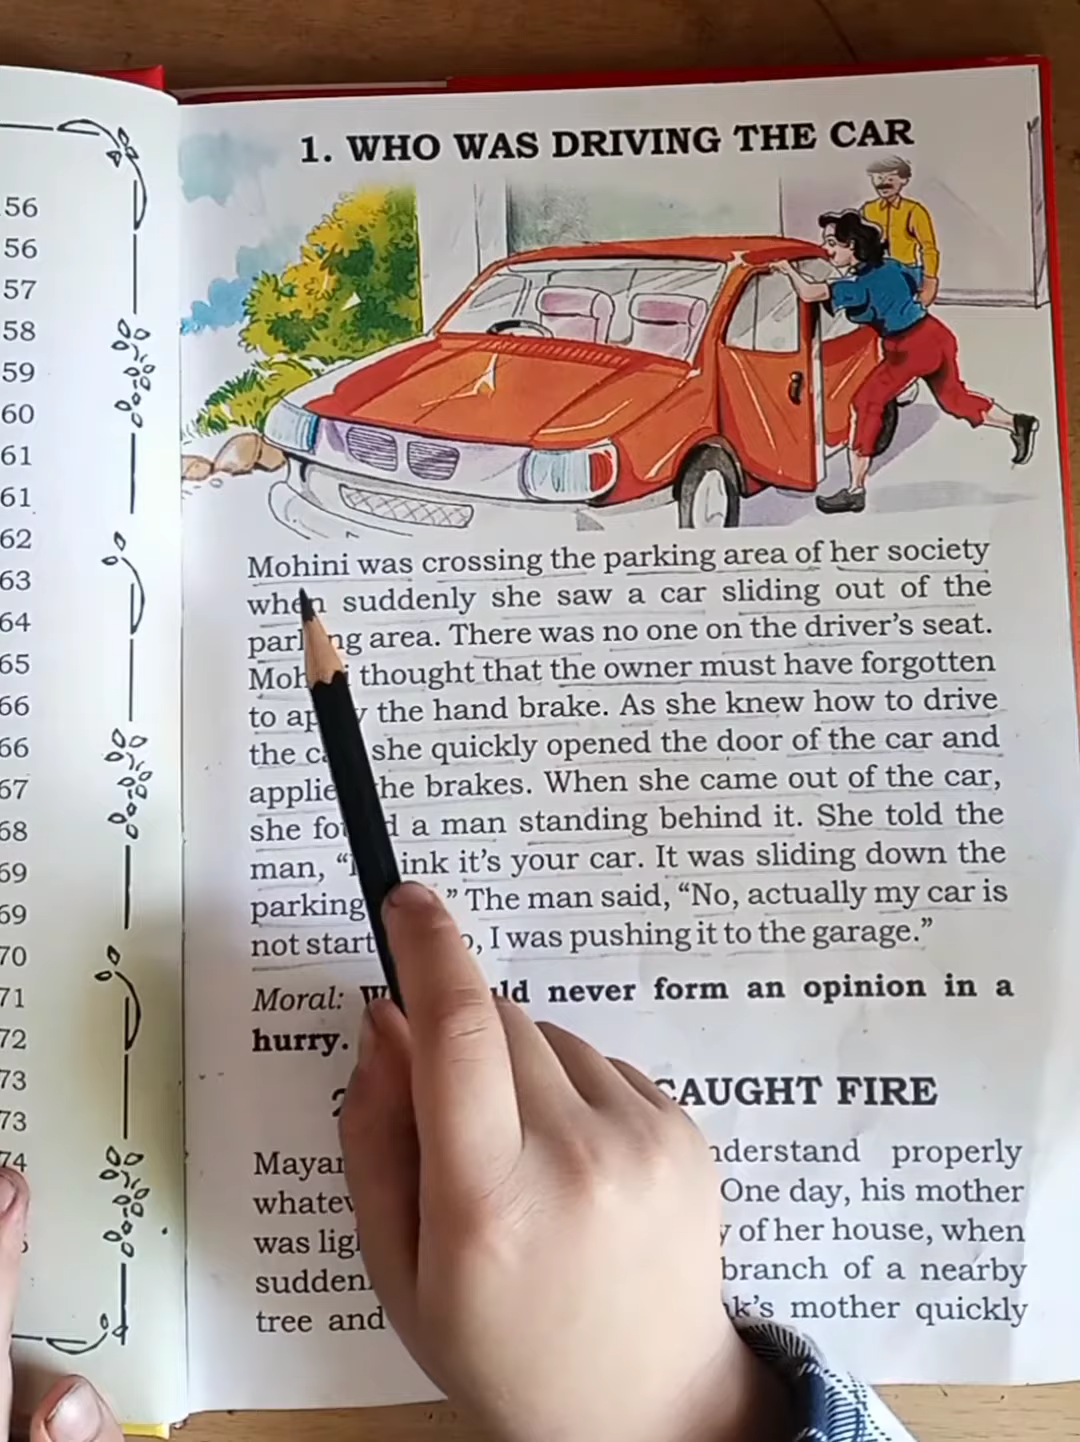 56
56
57
58
59
60
61
61
62
63
64
65
66
66
67
68
69
69
70
71
72
73
73
74
1. WHO WAS DRIVING THE CAR
Mohini was crossing the parking area of her society
when suddenly she saw a car sliding out of the
area. There was no one on the driver's seat.
thought that the owner must have forgotten
to the hand brake. As she knew how to drive
the she quickly opened the door of the car and
brakes. When she came out of the car,
she a man standing behind it. She told the
man, it's your car. It was sliding down the
parking " The man said, "No, actually my car is
not I was pushing it to the garage."
Moral: never form an opinion in a
hurry.
CAUGHT FIRE
properly
One day, his mother
was of her house, when
branch of a nearby
tree and mother quickly